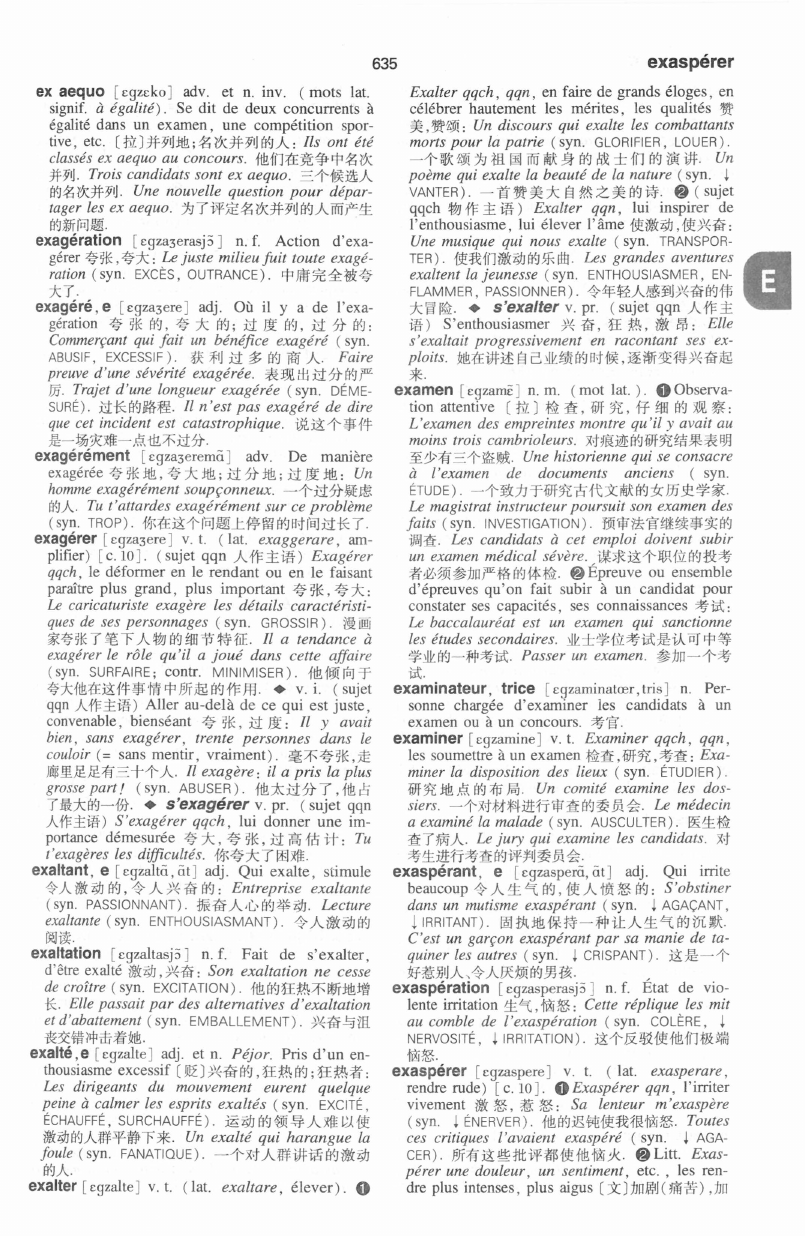 635
exaspérer
ex aequo [ɛgzeko] adv. et n. inv. (mots lat.
signif. à égalité). Se dit de deux concurrents à
égalité dans un examen, une compétition spor-
tive, etc. [拉]并列地;名次并列的人: Ils ont été
classés ex aequo au concours. 他们在竞争中名次
并列. Trois candidats sont ex aequo. 三个候选人
的名次并列. Une nouvelle question pour dépar-
tager les ex aequo. 为了评定名次并列的人而产生
的新问题.
exagération [ɛgzaʒerasjɔ̃] n. f. Action d'exa-
gérer 夸张,夸大: Le juste milieu fuit toute exagé-
ration (syn. EXCÈS, OUTRANCE). 中庸完全被夸
大了.
exagéré, e [ɛgzaʒere] adj. Où il y a de l'exa-
gération 夸张的,夸大的;过度的,过分的:
Commerçant qui fait un bénéfice exagéré (syn.
ABUSIF, EXCESSIF). 获利过多的商人. Faire
preuve d'une sévérité exagérée. 表现出过分的严
厉. Trajet d'une longueur exagérée (syn. DÉME-
SURÉ). 过长的路程. Il n'est pas exagéré de dire
que cet incident est catastrophique. 说这个事件
是一场灾难一点也不过分.
exagérément [ɛgzaʒeremɑ̃] adv. De manière
exagérée 夸张地,夸大地;过分地;过度地: Un
homme exagérément soupçonneux. 一个过分疑虑
的人. Tu t'attardes exagérément sur ce problème
(syn. TROP). 你在这个问题上停留的时间过长了.
exagérer [ɛgzaʒere] v. t. (lat. exaggerare, am-
plifier) [c. 10]. (sujet qqn 人作主语) Exagérer
qqch, le déformer en le rendant ou en le faisant
paraître plus grand, plus important 夸张,夸大:
Le caricaturiste exagère les détails caractéristi-
ques de ses personnages (syn. GROSSIR). 漫画
家夸张了笔下人物的细节特征. Il a tendance à
exagérer le rôle qu'il a joué dans cette affaire
(syn. SURFAIRE; contr. MINIMISER). 他倾向于
夸大他在这件事情中所起的作用. ◆ v. i. (sujet
qqn 人作主语) Aller au-delà de ce qui est juste,
convenable, bienséant 夸张,过度: Il y avait
bien, sans exagérer, trente personnes dans le
couloir (= sans mentir, vraiment). 毫不夸张,走
廊里足足有三十个人. Il exagère: il a pris la plus
grosse part! (syn. ABUSER). 他太过分了,他占
了最大的一份. ◆ s'exagérer v. pr. (sujet qqn
人作主语) S'exagérer qqch, lui donner une im-
portance démesurée 夸大,夸张,过高估计: Tu
t'exagères les difficultés. 你夸大了困难.
exaltant, e [ɛgzaltɑ̃, ɑ̃t] adj. Qui exalte, stimule
令人激动的,令人兴奋的: Entreprise exaltante
(syn. PASSIONNANT). 振奋人心的举动. Lecture
exaltante (syn. ENTHOUSIASMANT). 令人激动的
阅读.
exaltation [ɛgzaltasjɔ̃] n. f. Fait de s'exalter,
d'être exalté 激动,兴奋: Son exaltation ne cesse
de croître (syn. EXCITATION). 他的狂热不断地增
长. Elle passait par des alternatives d'exaltation
et d'abattement (syn. EMBALLEMENT). 兴奋与沮
丧交错冲击着她.
exalté, e [ɛgzalte] adj. et n. Péjor. Pris d'un en-
thousiasme excessif [贬]兴奋的,狂热的;狂热者:
Les dirigeants du mouvement eurent quelque
peine à calmer les esprits exaltés (syn. EXCITÉ,
ÉCHAUFFÉ, SURCHAUFFÉ). 运动的领导人难以使
激动的人群平静下来. Un exalté qui harangue la
foule (syn. FANATIQUE). 一个对人群讲话的激动
的人.
exalter [ɛgzalte] v. t. (lat. exaltare, élever). ❶
Exalter qqch, qqn, en faire de grands éloges, en
célébrer hautement les mérites, les qualités 赞
美,赞颂: Un discours qui exalte les combattants
morts pour la patrie (syn. GLORIFIER, LOUER).
一个歌颂为祖国而献身的战士们的演讲. Un
poème qui exalte la beauté de la nature (syn. ↓
VANTER). 一首赞美大自然之美的诗. ❷ (sujet
qqch 物作主语) Exalter qqn, lui inspirer de
l'enthousiasme, lui élever l'âme 使激动,使兴奋:
Une musique qui nous exalte (syn. TRANSPOR-
TER). 使我们激动的乐曲. Les grandes aventures
exaltent la jeunesse (syn. ENTHOUSIASMER, EN-
FLAMMER, PASSIONNER). 令年轻人感到兴奋的伟
大冒险. ◆ s'exalter v. pr. (sujet qqn 人作主
语) S'enthousiasmer 兴奋,狂热,激昂: Elle
s'exaltait progressivement en racontant ses ex-
ploits. 她在讲述自己业绩的时候,逐渐变得兴奋起
来.
E
examen [ɛgzamɛ̃] n. m. (mot lat.). ❶ Observa-
tion attentive [拉]检查,研究,仔细的观察:
L'examen des empreintes montre qu'il y avait au
moins trois cambrioleurs. 对痕迹的研究结果表明
至少有三个盗贼. Une historienne qui se consacre
à l'examen de documents anciens (syn.
ÉTUDE). 一个致力于研究古代文献的女历史学家.
Le magistrat instructeur poursuit son examen des
faits (syn. INVESTIGATION). 预审法官继续事实的
调查. Les candidats à cet emploi doivent subir
un examen médical sévère. 谋求这个职位的投考
者必须参加严格的体检. ❷ Épreuve ou ensemble
d'épreuves qu'on fait subir à un candidat pour
constater ses capacités, ses connaissances 考试:
Le baccalauréat est un examen qui sanctionne
les études secondaires. 业士学位考试是认可中等
学业的一种考试. Passer un examen. 参加一个考
试.
examinateur, trice [ɛgzaminatœr, tris] n. Per-
sonne chargée d'examiner les candidats à un
examen ou à un concours. 考官.
examiner [ɛgzamine] v. t. Examiner qqch, qqn,
les soumettre à un examen 检查,研究,考查: Exa-
miner la disposition des lieux (syn. ÉTUDIER).
研究地点的布局. Un comité examine les dos-
siers. 一个对材料进行审查的委员会. Le médecin
a examiné la malade (syn. AUSCULTER). 医生检
查了病人. Le jury qui examine les candidats. 对
考生进行考查的评判委员会.
exaspérant, e [ɛgzasperɑ̃, ɑ̃t] adj. Qui irrite
beaucoup 令人生气的,使人愤怒的: S'obstiner
dans un mutisme exaspérant (syn. ↓ AGAÇANT,
↓ IRRITANT). 固执地保持一种让人生气的沉默.
C'est un garçon exaspérant par sa manie de ta-
quiner les autres (syn. ↓ CRISPANT). 这是一个
好惹别人、令人厌烦的男孩.
exaspération [ɛgzasperasjɔ̃] n. f. État de vio-
lente irritation 生气,恼怒: Cette réplique les mit
au comble de l'exaspération (syn. COLÈRE, ↓
NERVOSITÉ, ↓ IRRITATION). 这个反驳使他们极端
恼怒.
exaspérer [ɛgzaspere] v. t. (lat. exasperare,
rendre rude) [c. 10]. ❶ Exaspérer qqn, l'irriter
vivement 激怒,惹怒: Sa lenteur m'exaspère
(syn. ↓ ÉNERVER). 他的迟钝使我很恼怒. Toutes
ces critiques l'avaient exaspéré (syn. ↓ AGA-
CER). 所有这些批评都使他恼火. ❷ Litt. Exas-
pérer une douleur, un sentiment, etc., les ren-
dre plus intenses, plus aigus [文]加剧(痛苦),加